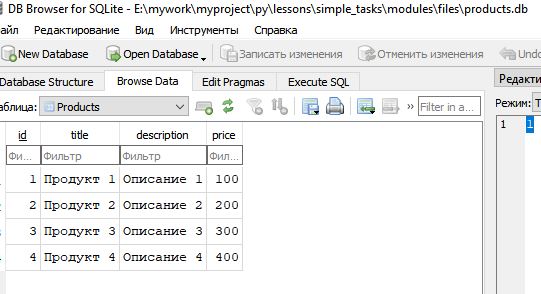 DB Browser for SQLite - E:\mywork\myproject\py\lessons\simple_tasks\modules\files\products.db
Редактирование Вид Инструменты Справка
New Database Open Database Записать изменения Отменить изменения Undo
Database Structure Browse Data Edit Pragmas Execute SQL
Редакти
аблица: Products » Filter in a...
Режим: T
id title description price
1 1
Фи... Фильтр Фильтр Фил...
1 Продукт 1 Описание 1 100
2 Продукт 2 Описание 2 200
3 Продукт 3 Описание 3 300
4 Продукт 4 Описание 4 400